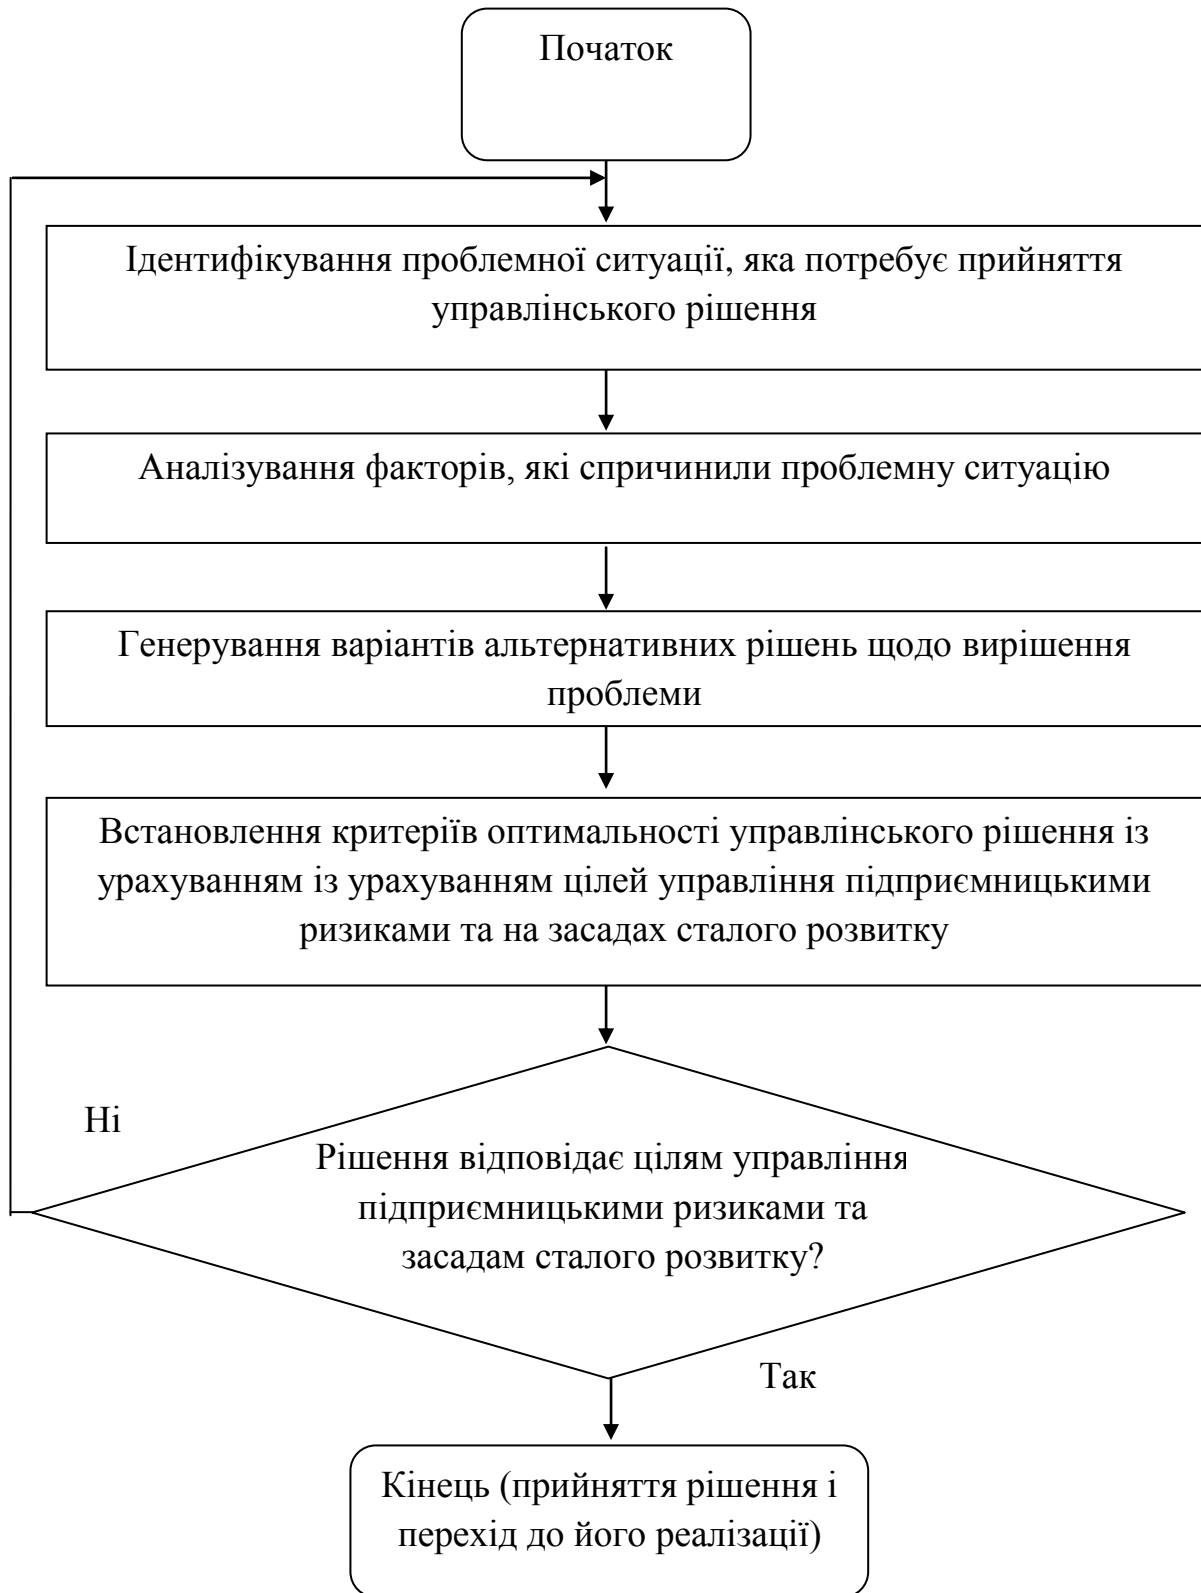 Початок
Ідентифікування проблемної ситуації, яка потребує прийняття
управлінського рішення
Аналізування факторів, які спричинили проблемну ситуацію
Генерування варіантів альтернативних рішень щодо вирішення
проблеми
Встановлення критеріїв оптимальності управлінського рішення із
урахуванням із урахуванням цілей управління підприємницькими
ризиками та на засадах сталого розвитку
Ні
Рішення відповідає цілям управління
підприємницькими ризиками та
засадам сталого розвитку?
Так
Кінець (прийняття рішення і
перехід до його реалізації)